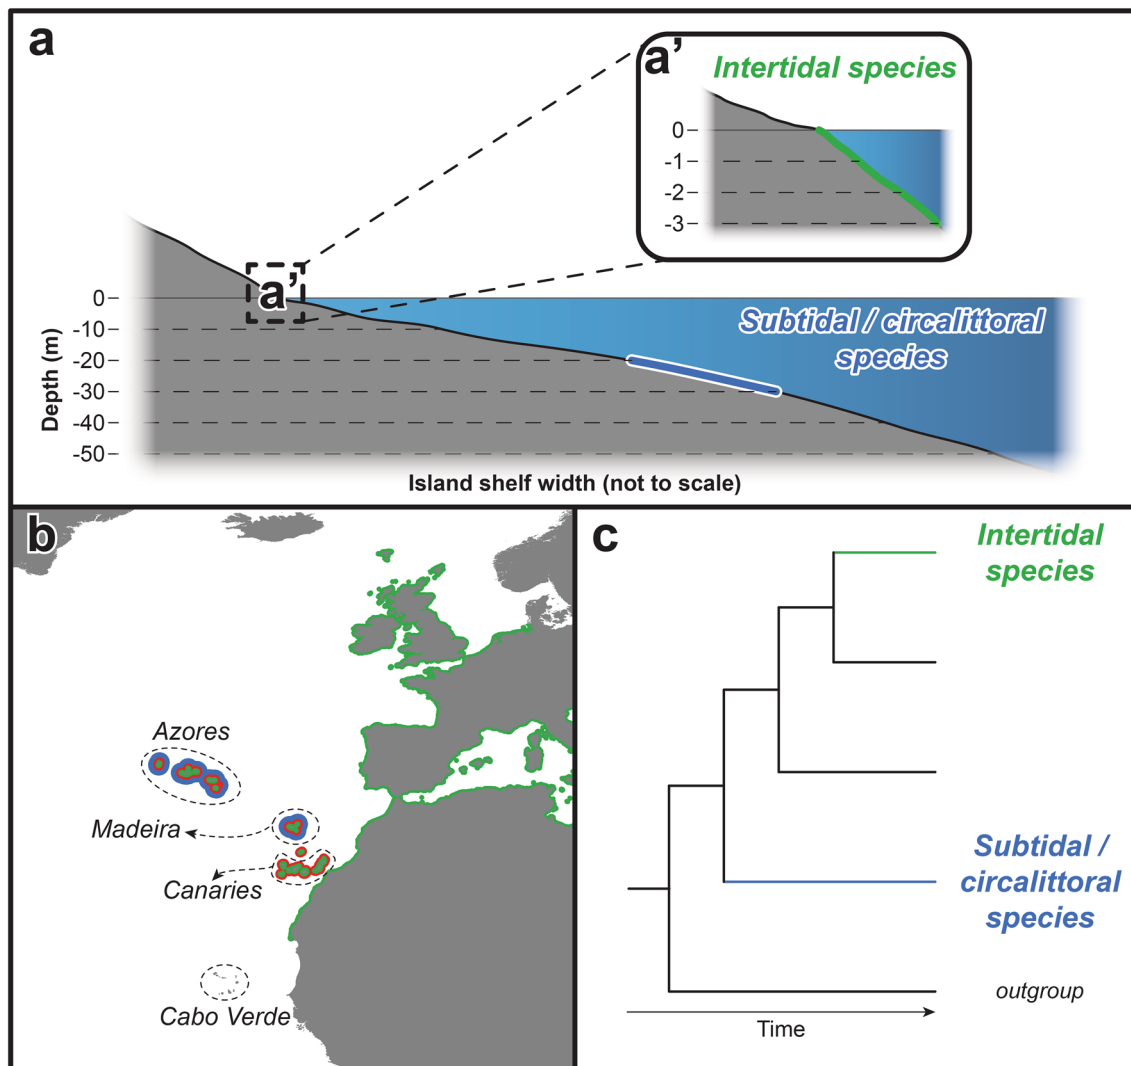 a
a’
Intertidal species
0
-1
-2
-3
a’
Depth (m)
0
-10
-20
-30
-40
-50
Subtidal / circalittoral
species
Island shelf width (not to scale)
b
Azores
Madeira
Canaries
Cabo Verde
c
Intertidal
species
Subtidal /
circalittoral
species
outgroup
Time